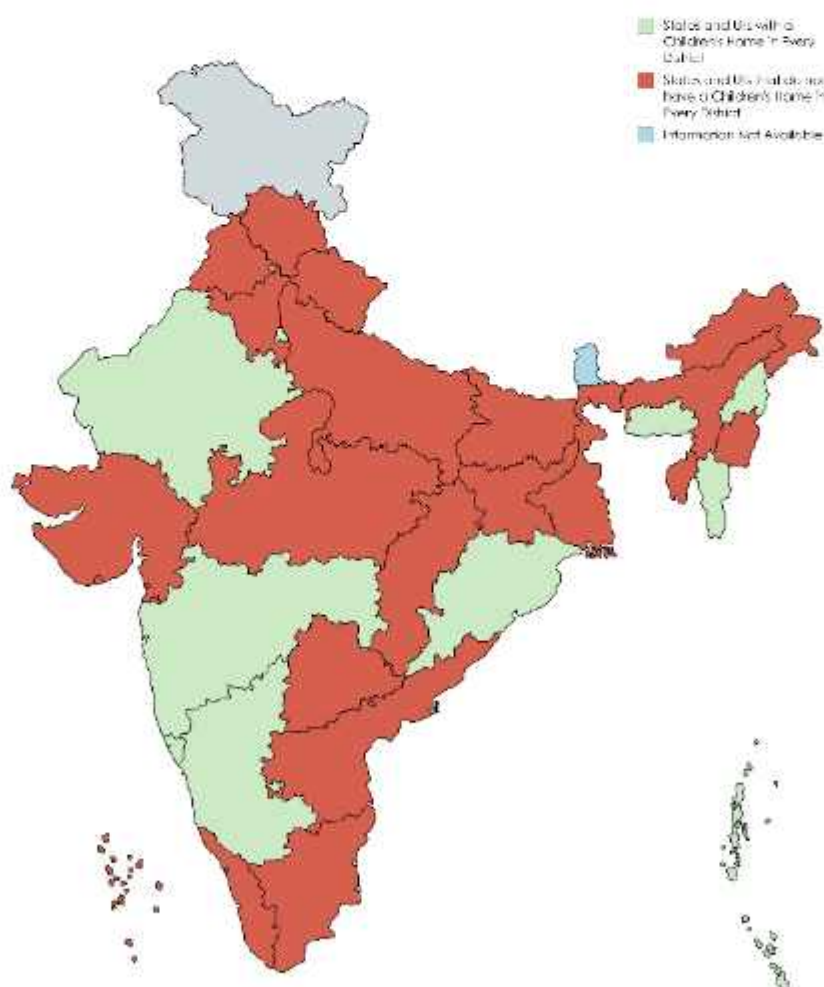 States and UTs with a
Children's Home in Every
District
States and UTs that do not
have a Children's Home in
Every District
Information Not Available